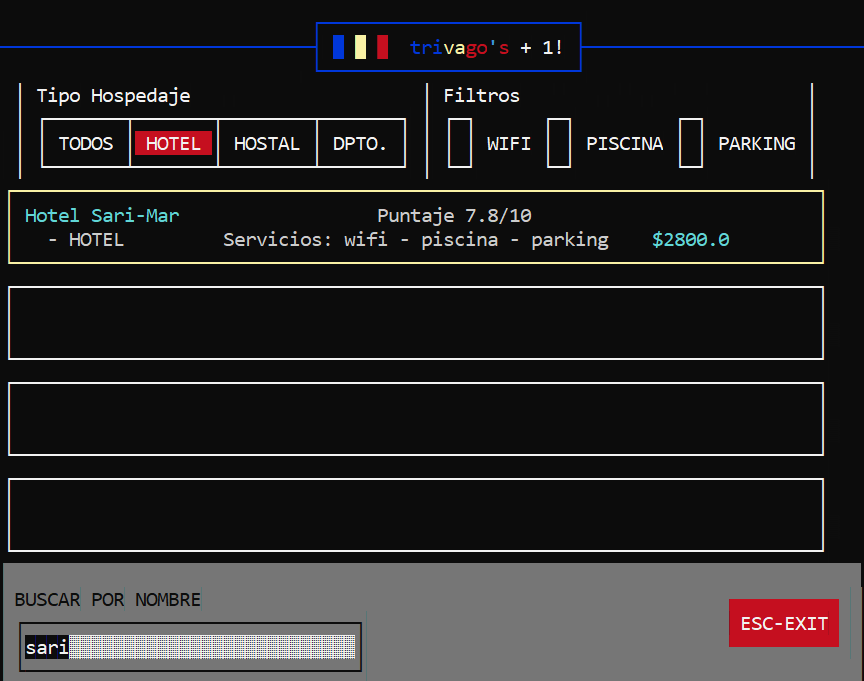 trivago's + 1!
Tipo Hospedaje
Filtros
TODOS HOTEL HOSTAL DPTO.
WIFI PISCINA PARKING
Hotel Sari-Mar Puntaje 7.8/10
- HOTEL Servicios: wifi - piscina - parking $2800.0
BUSCAR POR NOMBRE
sari
ESC-EXIT